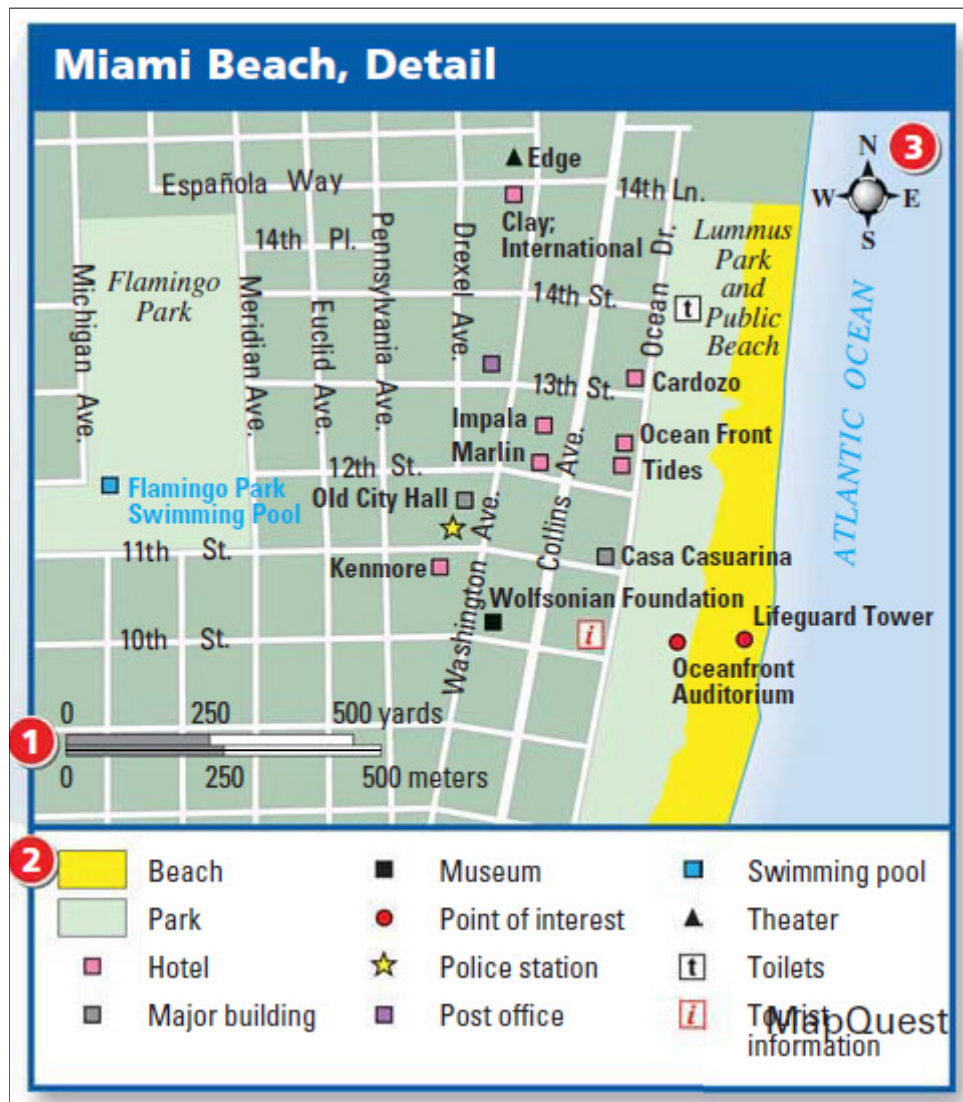 Miami Beach, Detail
N
3
W E
S
Edge
Española Way
14th Ln.
Clay;
International
Lummus
Park
and
Public
Beach
14th Pl.
Flamingo
Park
Michigan Ave.
Meridian Ave.
Euclid Ave.
Pennsylvania Ave.
Drexel Ave.
14th St.
Ocean Dr.
t
ATLANTIC OCEAN
13th St.
Cardozo
Impala
Marlin
Ocean Front
Tides
12th St.
Flamingo Park
Swimming Pool
Old City Hall
Washington Ave.
Collins Ave.
11th St.
Kenmore
Casa Casuarina
Wolfsonian Foundation
Lifeguard Tower
10th St.
i
Oceanfront
Auditorium
0 250 500 yards
1
0 250 500 meters
2
Beach
Museum
Swimming pool
Park
Point of interest
Theater
Hotel
Police station
t Toilets
Major building
Post office
i Tourist
information
MapQuest